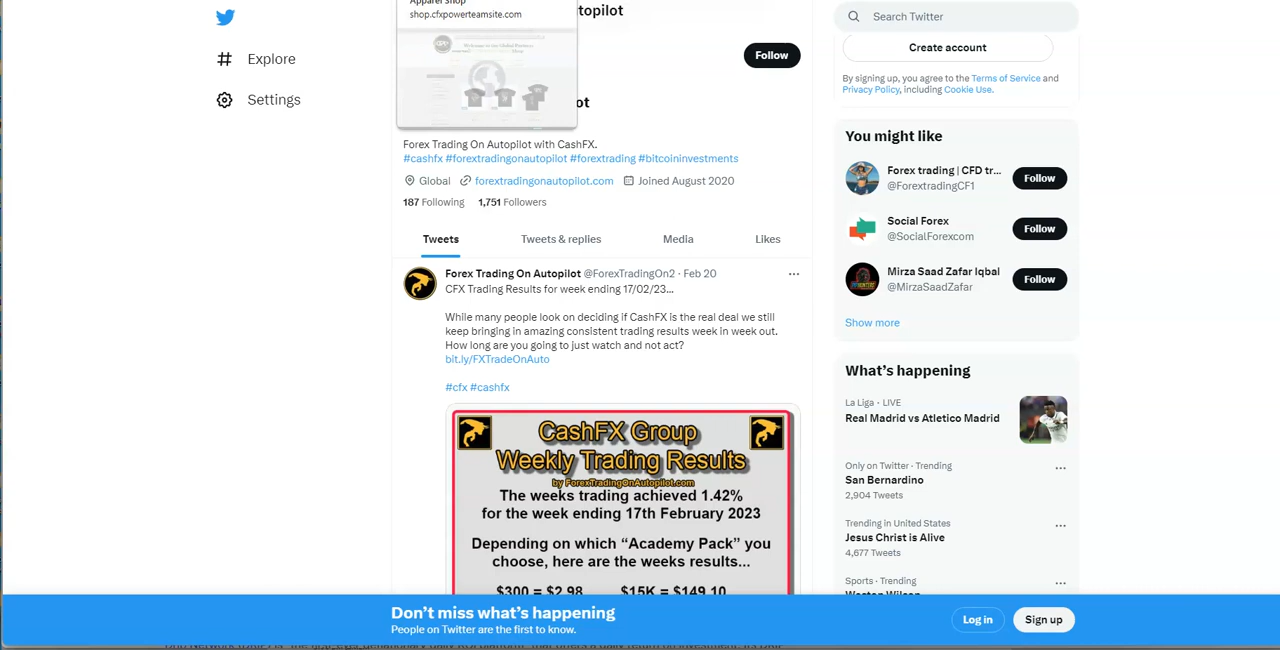 Apparel Shop
shop.cfxpowerteamsite.com
topilot
Follow
ot
Explore
Settings
Search Twitter
Create account
By signing up, you agree to the Terms of Service and
Privacy Policy, including Cookie Use.
Forex Trading On Autopilot with CashFX.
#cashfx #forextradingonautopilot #forextrading #bitcoininvestments
Global forextradingonautopilot.com Joined August 2020
187 Following 1,751 Followers
Tweets Tweets & replies Media Likes
Forex Trading On Autopilot @ForexTradingOn2 · Feb 20
CFX Trading Results for week ending 17/02/23...
While many people look on deciding if CashFX is the real deal we still
keep bringing in amazing consistent trading results week in week out.
How long are you going to just watch and not act?
bit.ly/FXTradeOnAuto
#cfx #cashfx
CashFX Group
Weekly Trading Results
by ForexTradingOnAutopilot.com
The weeks trading achieved 1.42%
for the week ending 17th February 2023
Depending on which “Academy Pack” you
choose, here are the weeks results...
$300 = $2.98 $15K = $149.10
You might like
Forex trading | CFD tr...
@ForextradingCF1
Follow
Social Forex
@SocialForexcom
Follow
Mirza Saad Zafar Iqbal
@MirzaSaadZafar
Follow
Show more
What’s happening
La Liga · LIVE
Real Madrid vs Atletico Madrid
Only on Twitter · Trending
San Bernardino
2,904 Tweets
Trending in United States
Jesus Christ is Alive
4,677 Tweets
Sports · Trending
Don’t miss what’s happening
People on Twitter are the first to know.
Log in
Sign up